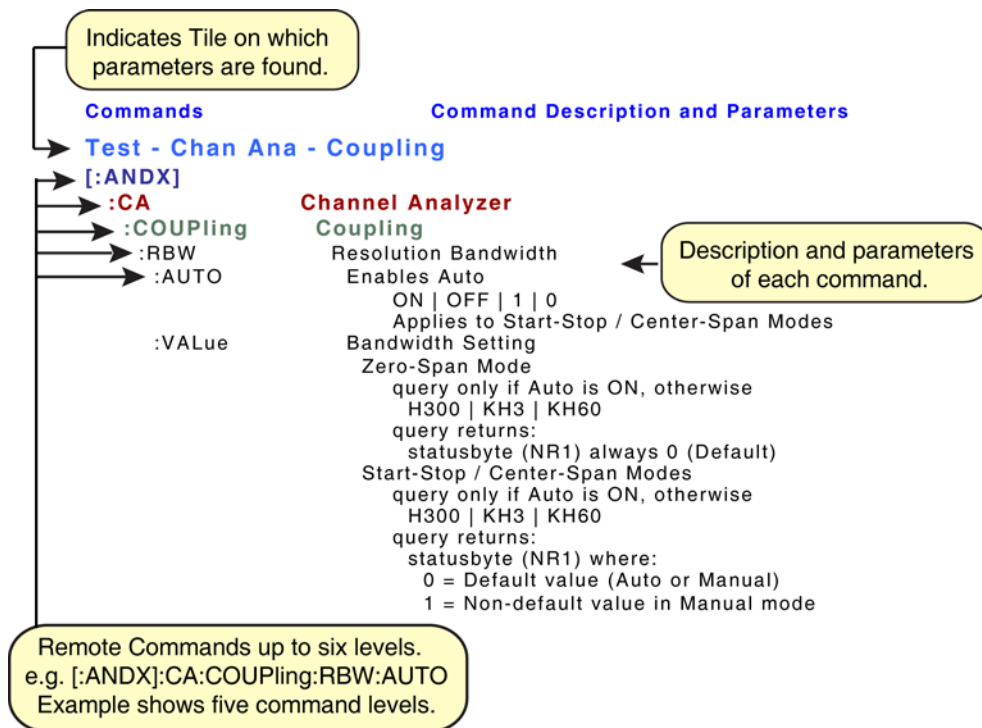 Indicates Tile on which
parameters are found.
Commands Command Description and Parameters
Test - Chan Ana - Coupling
[:ANDX]
:CA Channel Analyzer
:COUPling Coupling
:RBW Resolution Bandwidth
:AUTO Enables Auto
ON | OFF | 1 | 0
Applies to Start-Stop / Center-Span Modes
Description and parameters
of each command.
:VALue Bandwidth Setting
Zero-Span Mode
query only if Auto is ON, otherwise
H300 | KH3 | KH60
query returns:
statusbyte (NR1) always 0 (Default)
Start-Stop / Center-Span Modes
query only if Auto is ON, otherwise
H300 | KH3 | KH60
query returns:
statusbyte (NR1) where:
0 = Default value (Auto or Manual)
1 = Non-default value in Manual mode
Remote Commands up to six levels.
e.g. [:ANDX]:CA:COUPling:RBW:AUTO
Example shows five command levels.